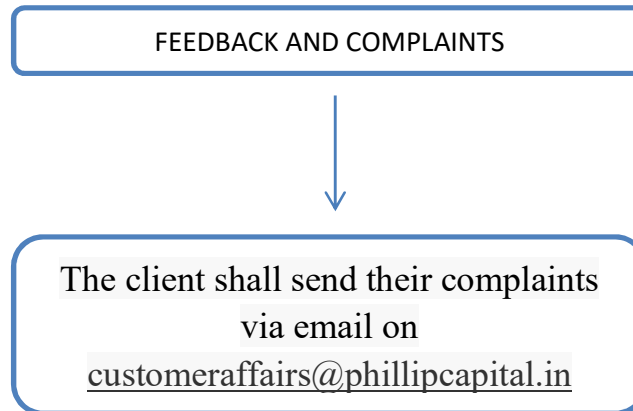 FEEDBACK AND COMPLAINTS
The client shall send their complaints
via email on
customeraffairs@phillipcapital.in